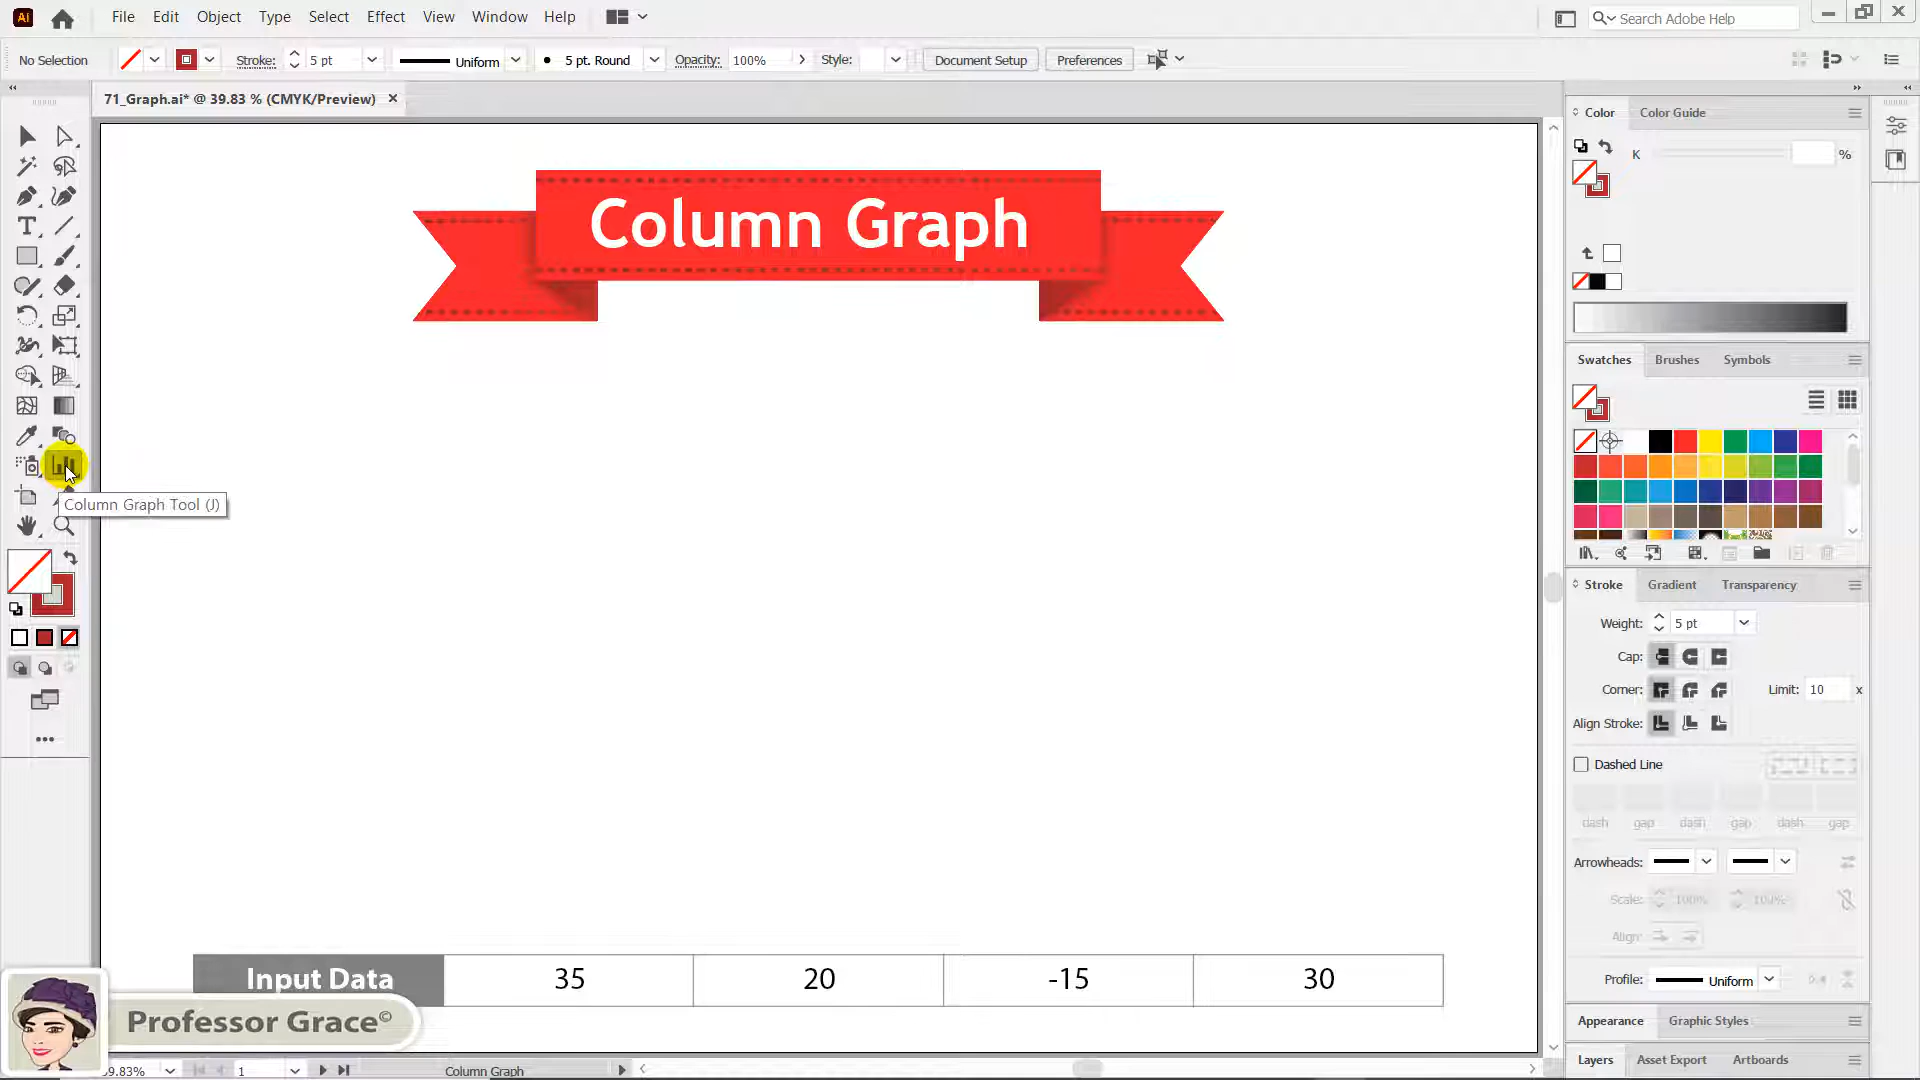 Ai File Edit Object Type Select Effect View Window Help Search Adobe Help
No Selection Stroke: 5 pt Uniform 5 pt. Round Opacity: 100% Style: Document Setup Preferences
71_Graph.ai* @ 39.83 % (CMYK/Preview)
Column Graph
Column Graph Tool (J)
Input Data 35 20 -15 30
Professor Grace©
1 Column Graph
Color Color Guide
K %
Swatches Brushes Symbols
Stroke Gradient Transparency
Weight: 5 pt
Cap:
Corner: Limit: 10 x
Align Stroke:
Dashed Line
dash gap dash gap dash gap
Arrowheads:
Scale: 100% 100%
Align:
Profile: Uniform
Appearance Graphic Styles
Layers Asset Export Artboards